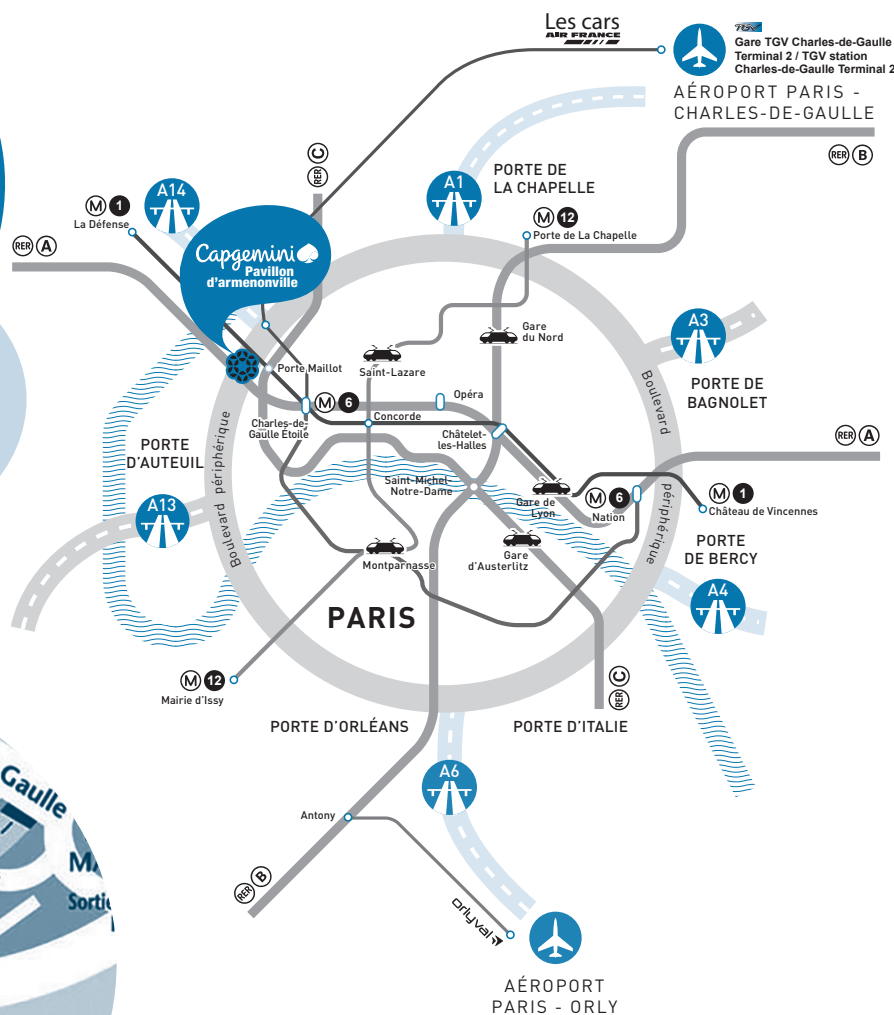 Les cars
AIR FRANCE
TGV
Gare TGV Charles-de-Gaulle
Terminal 2 / TGV station
Charles-de-Gaulle Terminal 2
AÉROPORT PARIS -
CHARLES-DE-GAULLE
RER B
RER C
A14
A1
PORTE DE
LA CHAPELLE
M 1
La Défense
M 12
Porte de La Chapelle
RER A
Capgemini
Pavillon
d'armenonville
A3
Gare
du Nord
Porte Maillot
Saint-Lazare
Boulevard
périphérique
PORTE DE
BAGNOLET
Opéra
M 6
Charles-de-
Gaulle Étoile
Concorde
Châtelet-
les-Halles
RER A
Boulevard périphérique
PORTE
D'AUTEUIL
Saint-Michel-
Notre-Dame
Gare de
Lyon
M 6
Nation
M 1
Château de Vincennes
A13
Gare
d'Austerlitz
PORTE
DE BERCY
Montparnasse
A4
PARIS
M 12
Mairie d'Issy
RER C
PORTE D'ORLÉANS
PORTE D'ITALIE
A6
Gaulle
Antony
RER B
Sortie
orlyval
AÉROPORT
PARIS - ORLY